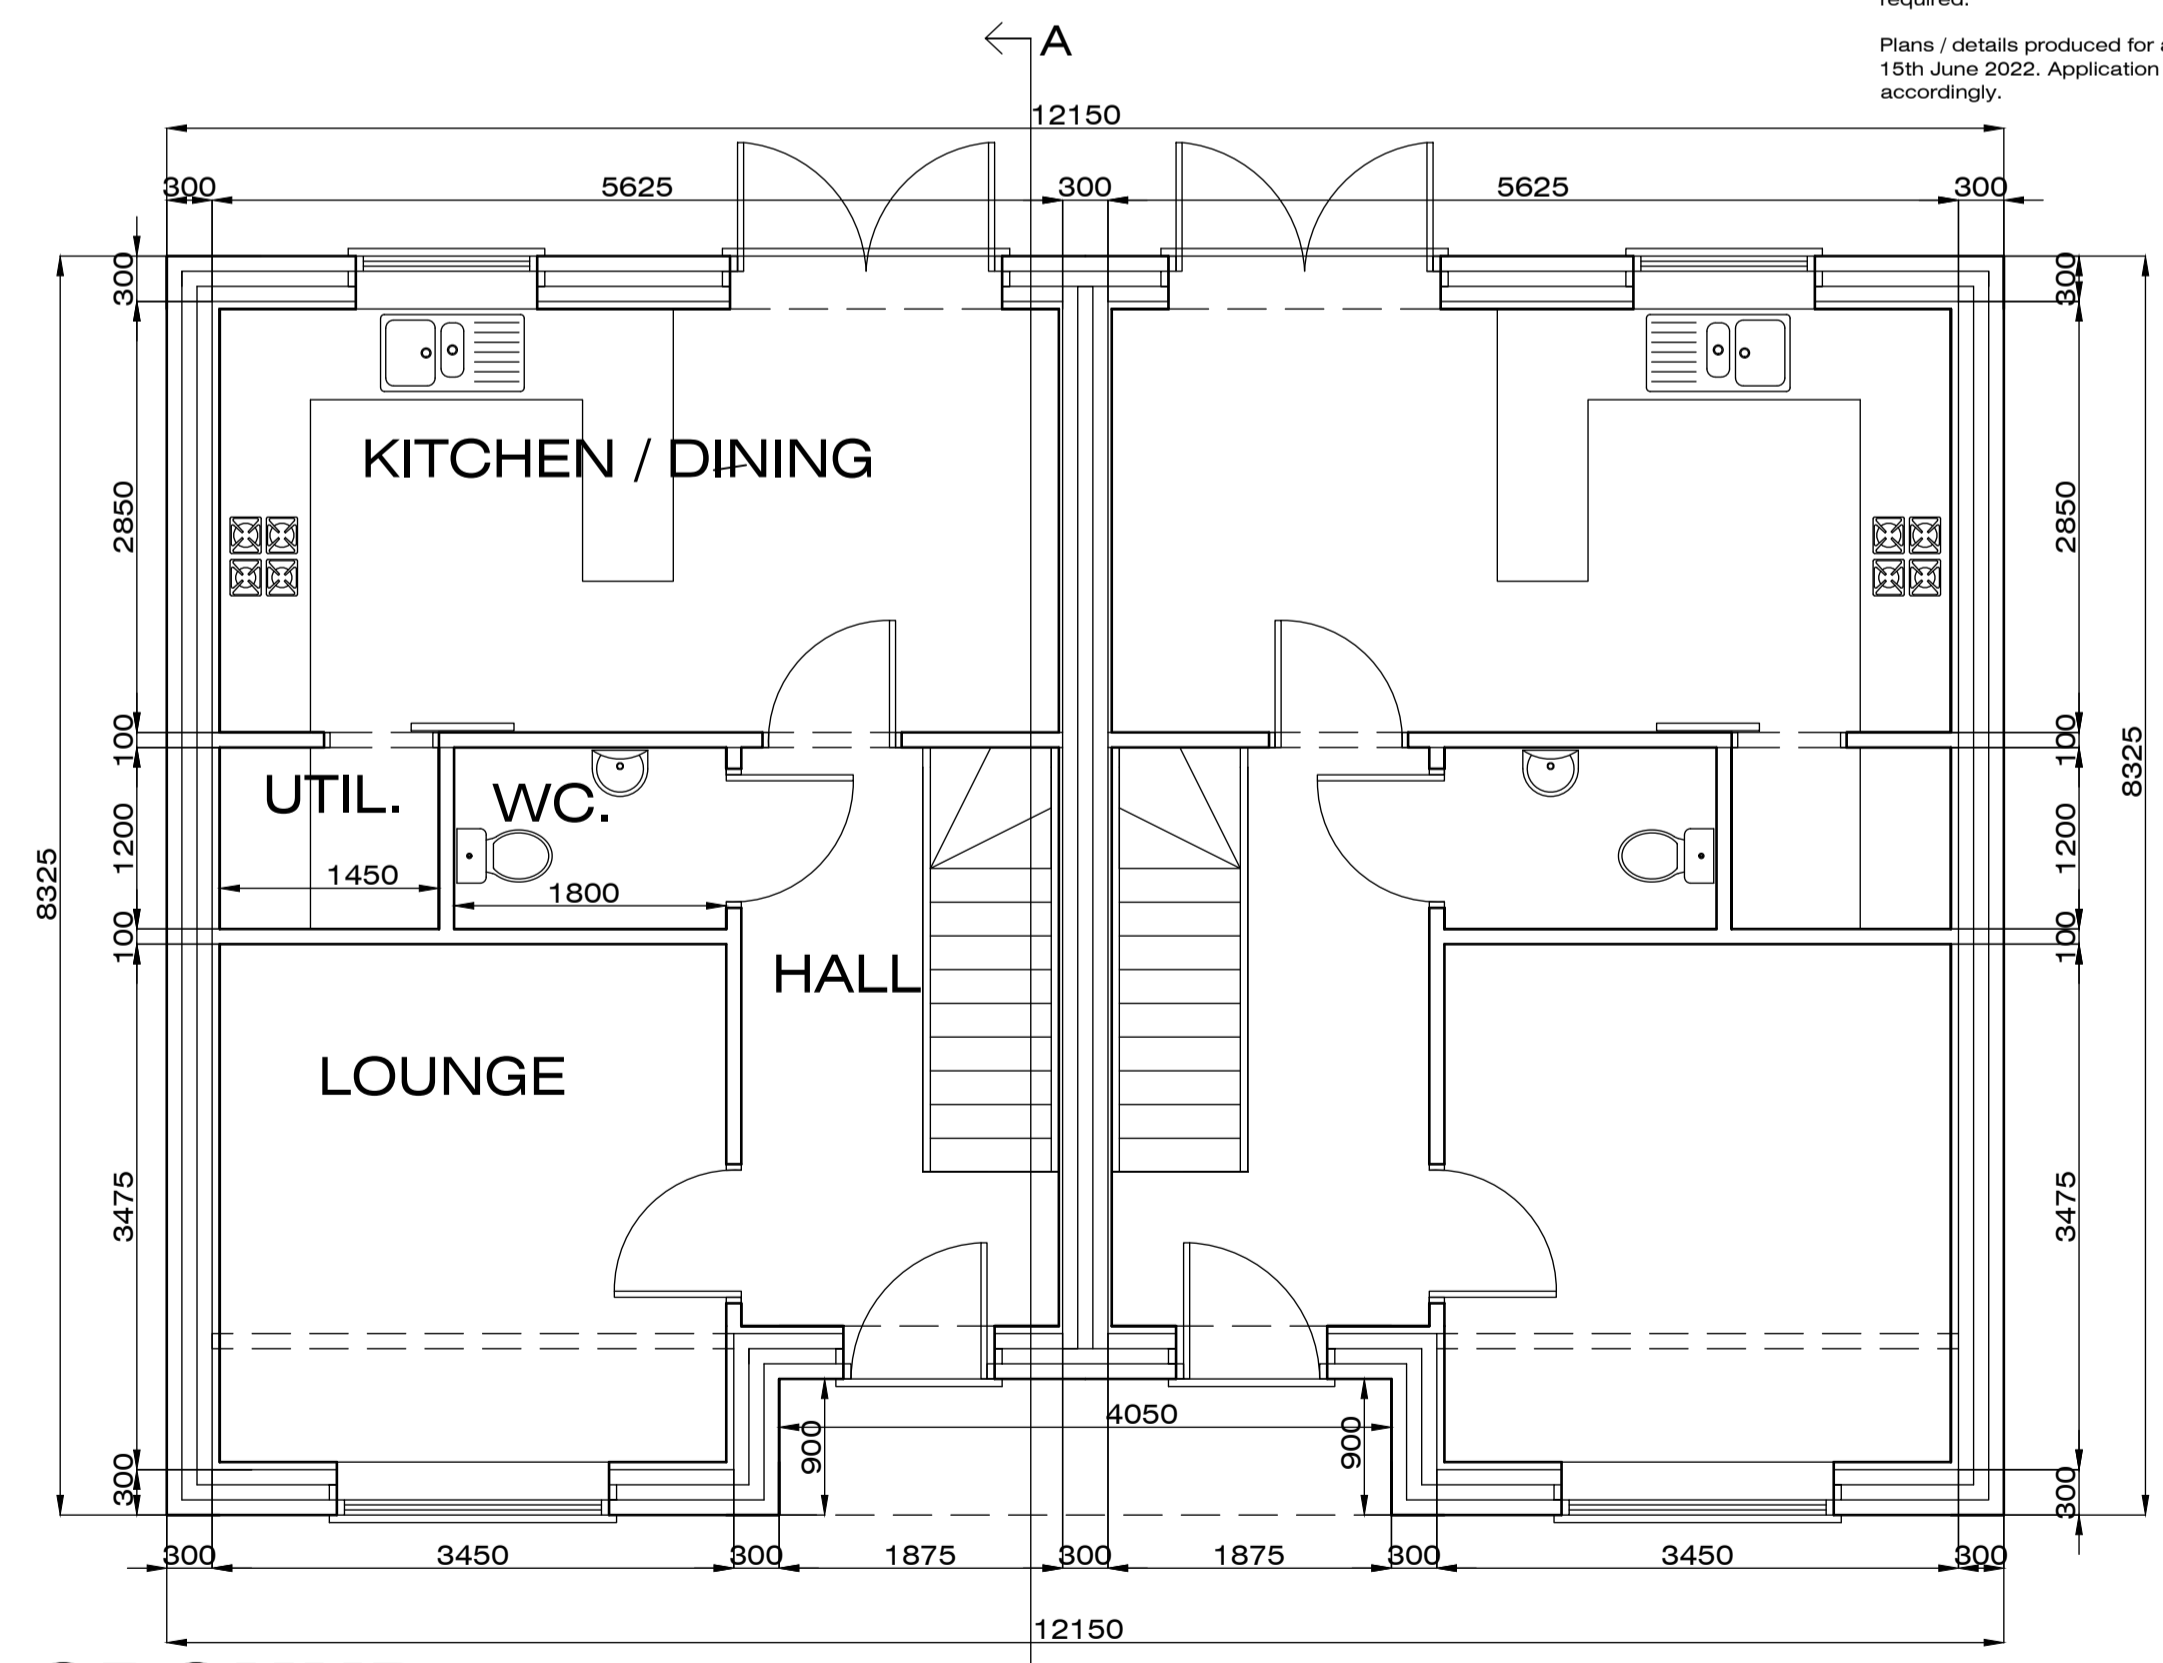 required.
Plans / details produced for
15th June 2022. Application
accordingly.
A
12150
300 5625 300 5625 300
300 300
KITCHEN / DINING
2850 2850
100 100
UTIL. WC.
1200 1200
1450 1800
8325 8325
100 100
HALL
LOUNGE
3475 3475
4050
900 900
300 300
300 3450 300 1875 300 1875 300 3450 300
12150